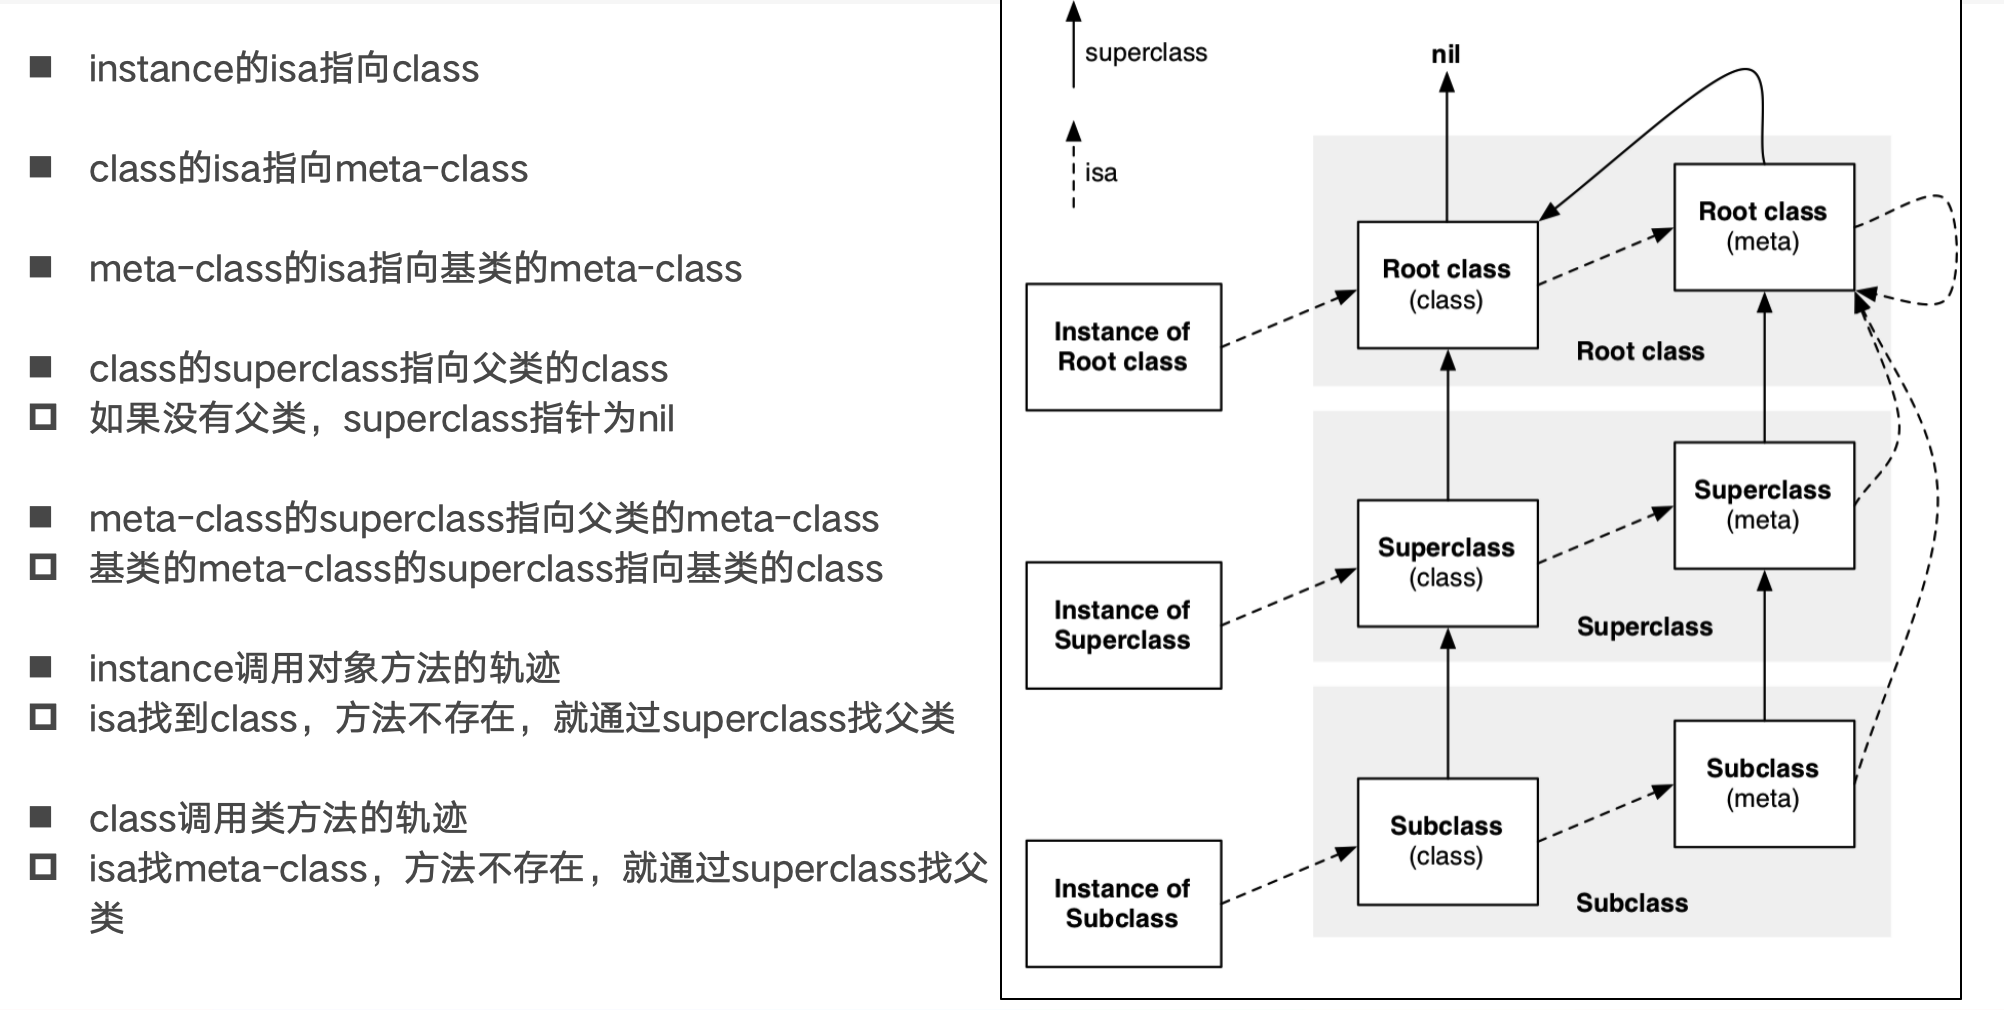 instance的isa指向class
class的isa指向meta-class
meta-class的isa指向基类的meta-class
class的superclass指向父类的class
如果没有父类，superclass指针为nil
meta-class的superclass指向父类的meta-class
基类的meta-class的superclass指向基类的class
instance调用对象方法的轨迹
isa找到class，方法不存在，就通过superclass找父类
class调用类方法的轨迹
isa找meta-class，方法不存在，就通过superclass找父
类
superclass
isa
nil
Root class
(meta)
Root class
(class)
Instance of
Root class
Root class
Superclass
(meta)
Superclass
(class)
Instance of
Superclass
Superclass
Subclass
(meta)
Subclass
(class)
Instance of
Subclass
Subclass